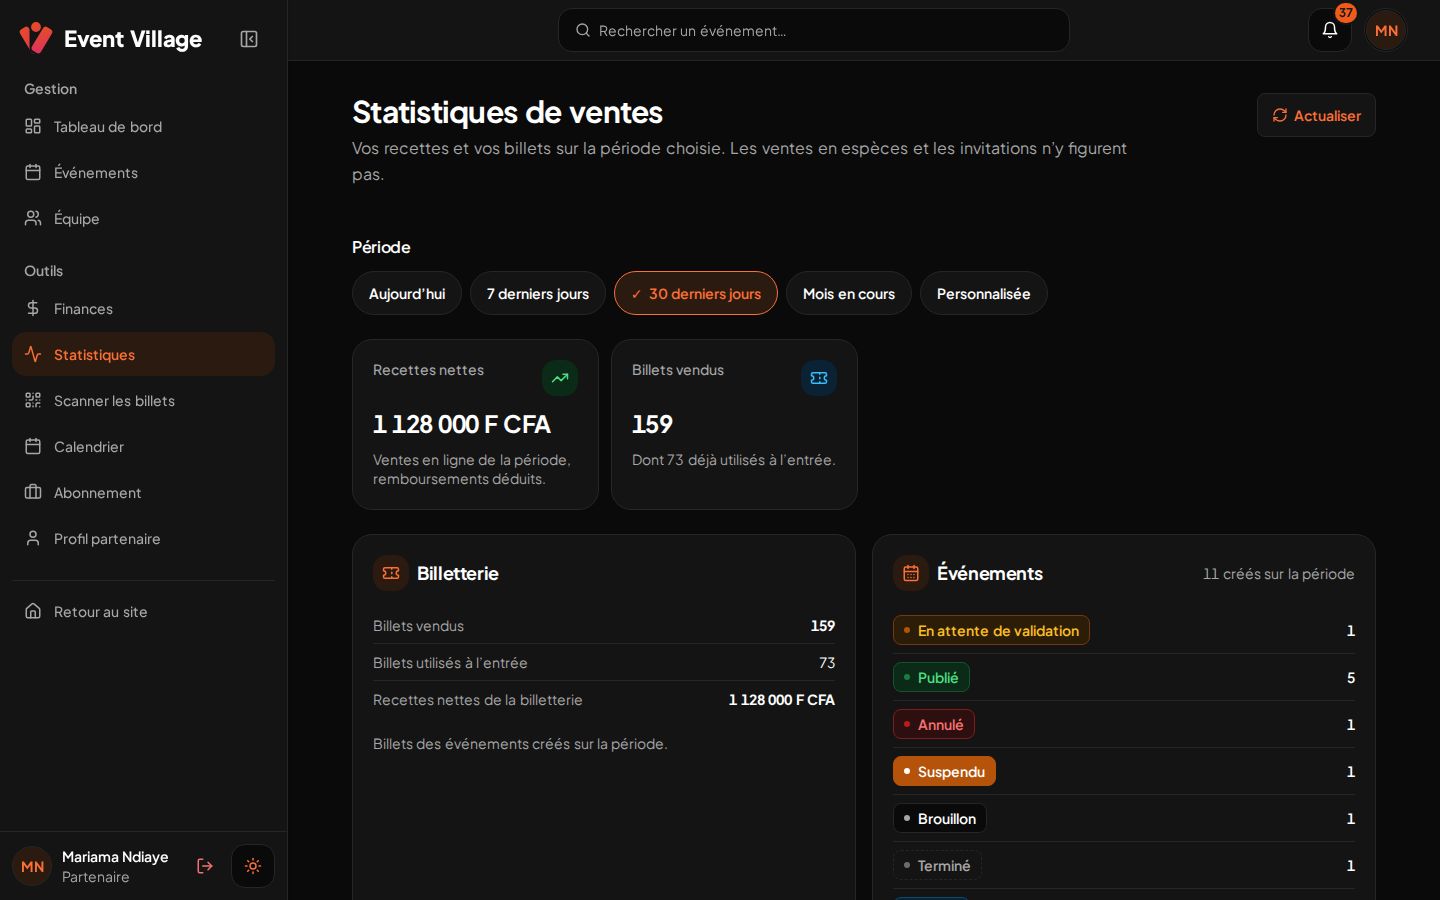 Event Village
Gestion
Tableau de bord
Événements
Équipe
Outils
Finances
Statistiques
Scanner les billets
Calendrier
Abonnement
Profil partenaire
Retour au site
MN
Mariama Ndiaye
Partenaire
Rechercher un événement…
37
MN
Statistiques de ventes
Actualiser
Vos recettes et vos billets sur la période choisie. Les ventes en espèces et les invitations n’y figurent
pas.
Période
Aujourd’hui
7 derniers jours
✓ 30 derniers jours
Mois en cours
Personnalisée
Recettes nettes
1 128 000 F CFA
Ventes en ligne de la période,
remboursements déduits.
Billets vendus
159
Dont 73 déjà utilisés à l’entrée.
Billetterie
Billets vendus 159
Billets utilisés à l’entrée 73
Recettes nettes de la billetterie 1 128 000 F CFA
Billets des événements créés sur la période.
Événements 11 créés sur la période
En attente de validation 1
Publié 5
Annulé 1
Suspendu 1
Brouillon 1
Terminé 1